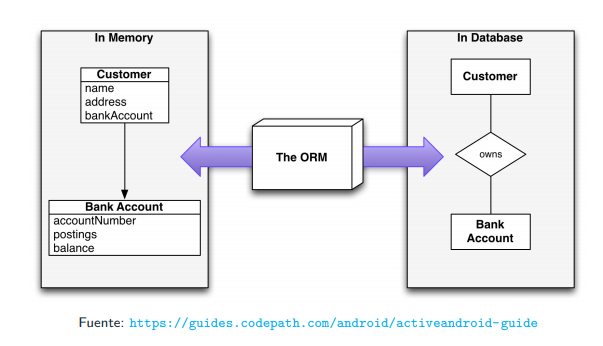 In Memory
Customer
name
address
bankAccount
Bank Account
accountNumber
postings
balance
The ORM
In Database
Customer
owns
Bank
Account
Fuente: https://guides.codepath.com/android/activeandroid-guide